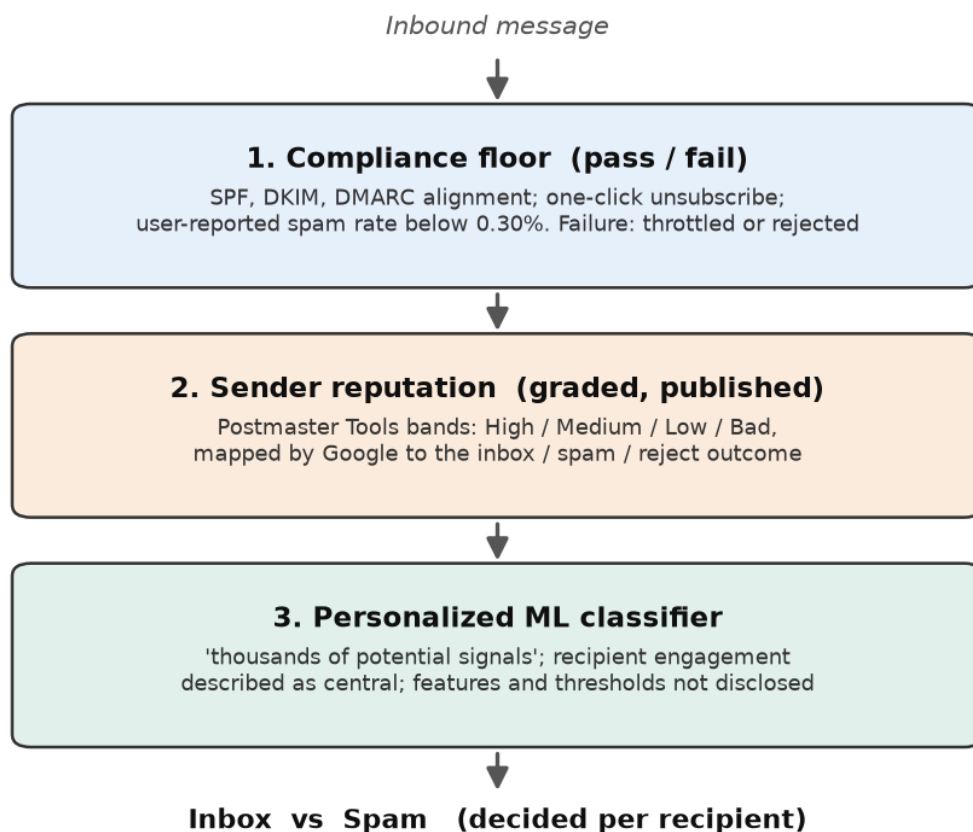 Inbound message
1. Compliance floor (pass / fail)
SPF, DKIM, DMARC alignment; one-click unsubscribe;
user-reported spam rate below 0.30%. Failure: throttled or rejected
2. Sender reputation (graded, published)
Postmaster Tools bands: High / Medium / Low / Bad,
mapped by Google to the inbox / spam / reject outcome
3. Personalized ML classifier
'thousands of potential signals'; recipient engagement
described as central; features and thresholds not disclosed
Inbox vs Spam (decided per recipient)